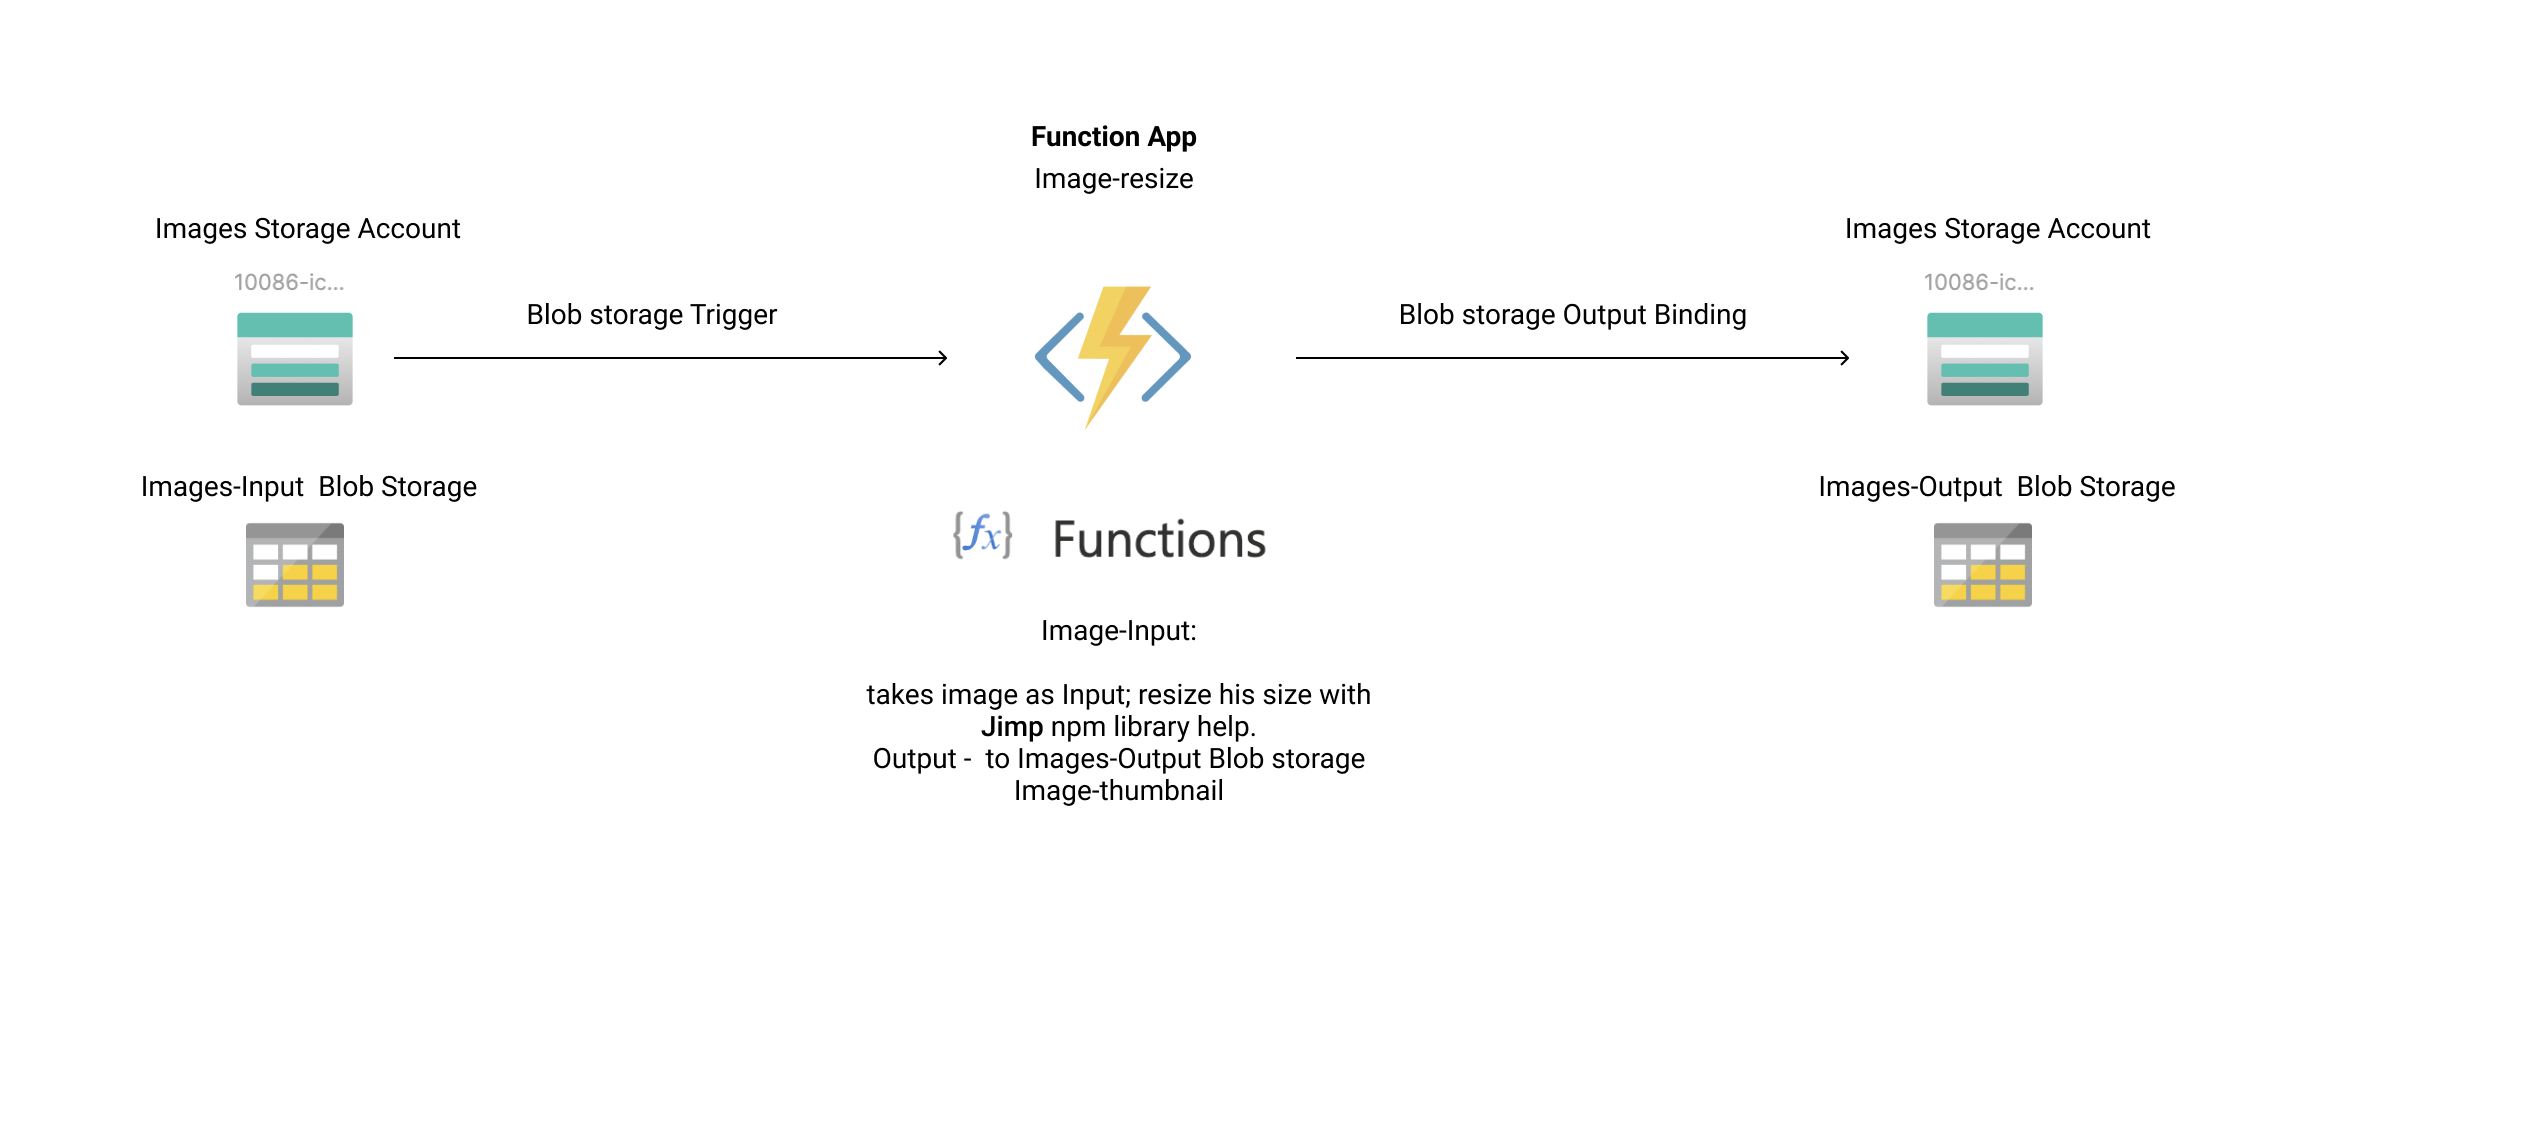 Function App
Image-resize
Images Storage Account
Images Storage Account
10086-ic...
10086-ic...
Blob storage Trigger
Blob storage Output Binding
Images-Input  Blob Storage
Images-Output  Blob Storage
{fx} Functions
Image-Input:
takes image as Input; resize his size with
Jimp npm library help.
Output -  to Images-Output Blob storage
Image-thumbnail